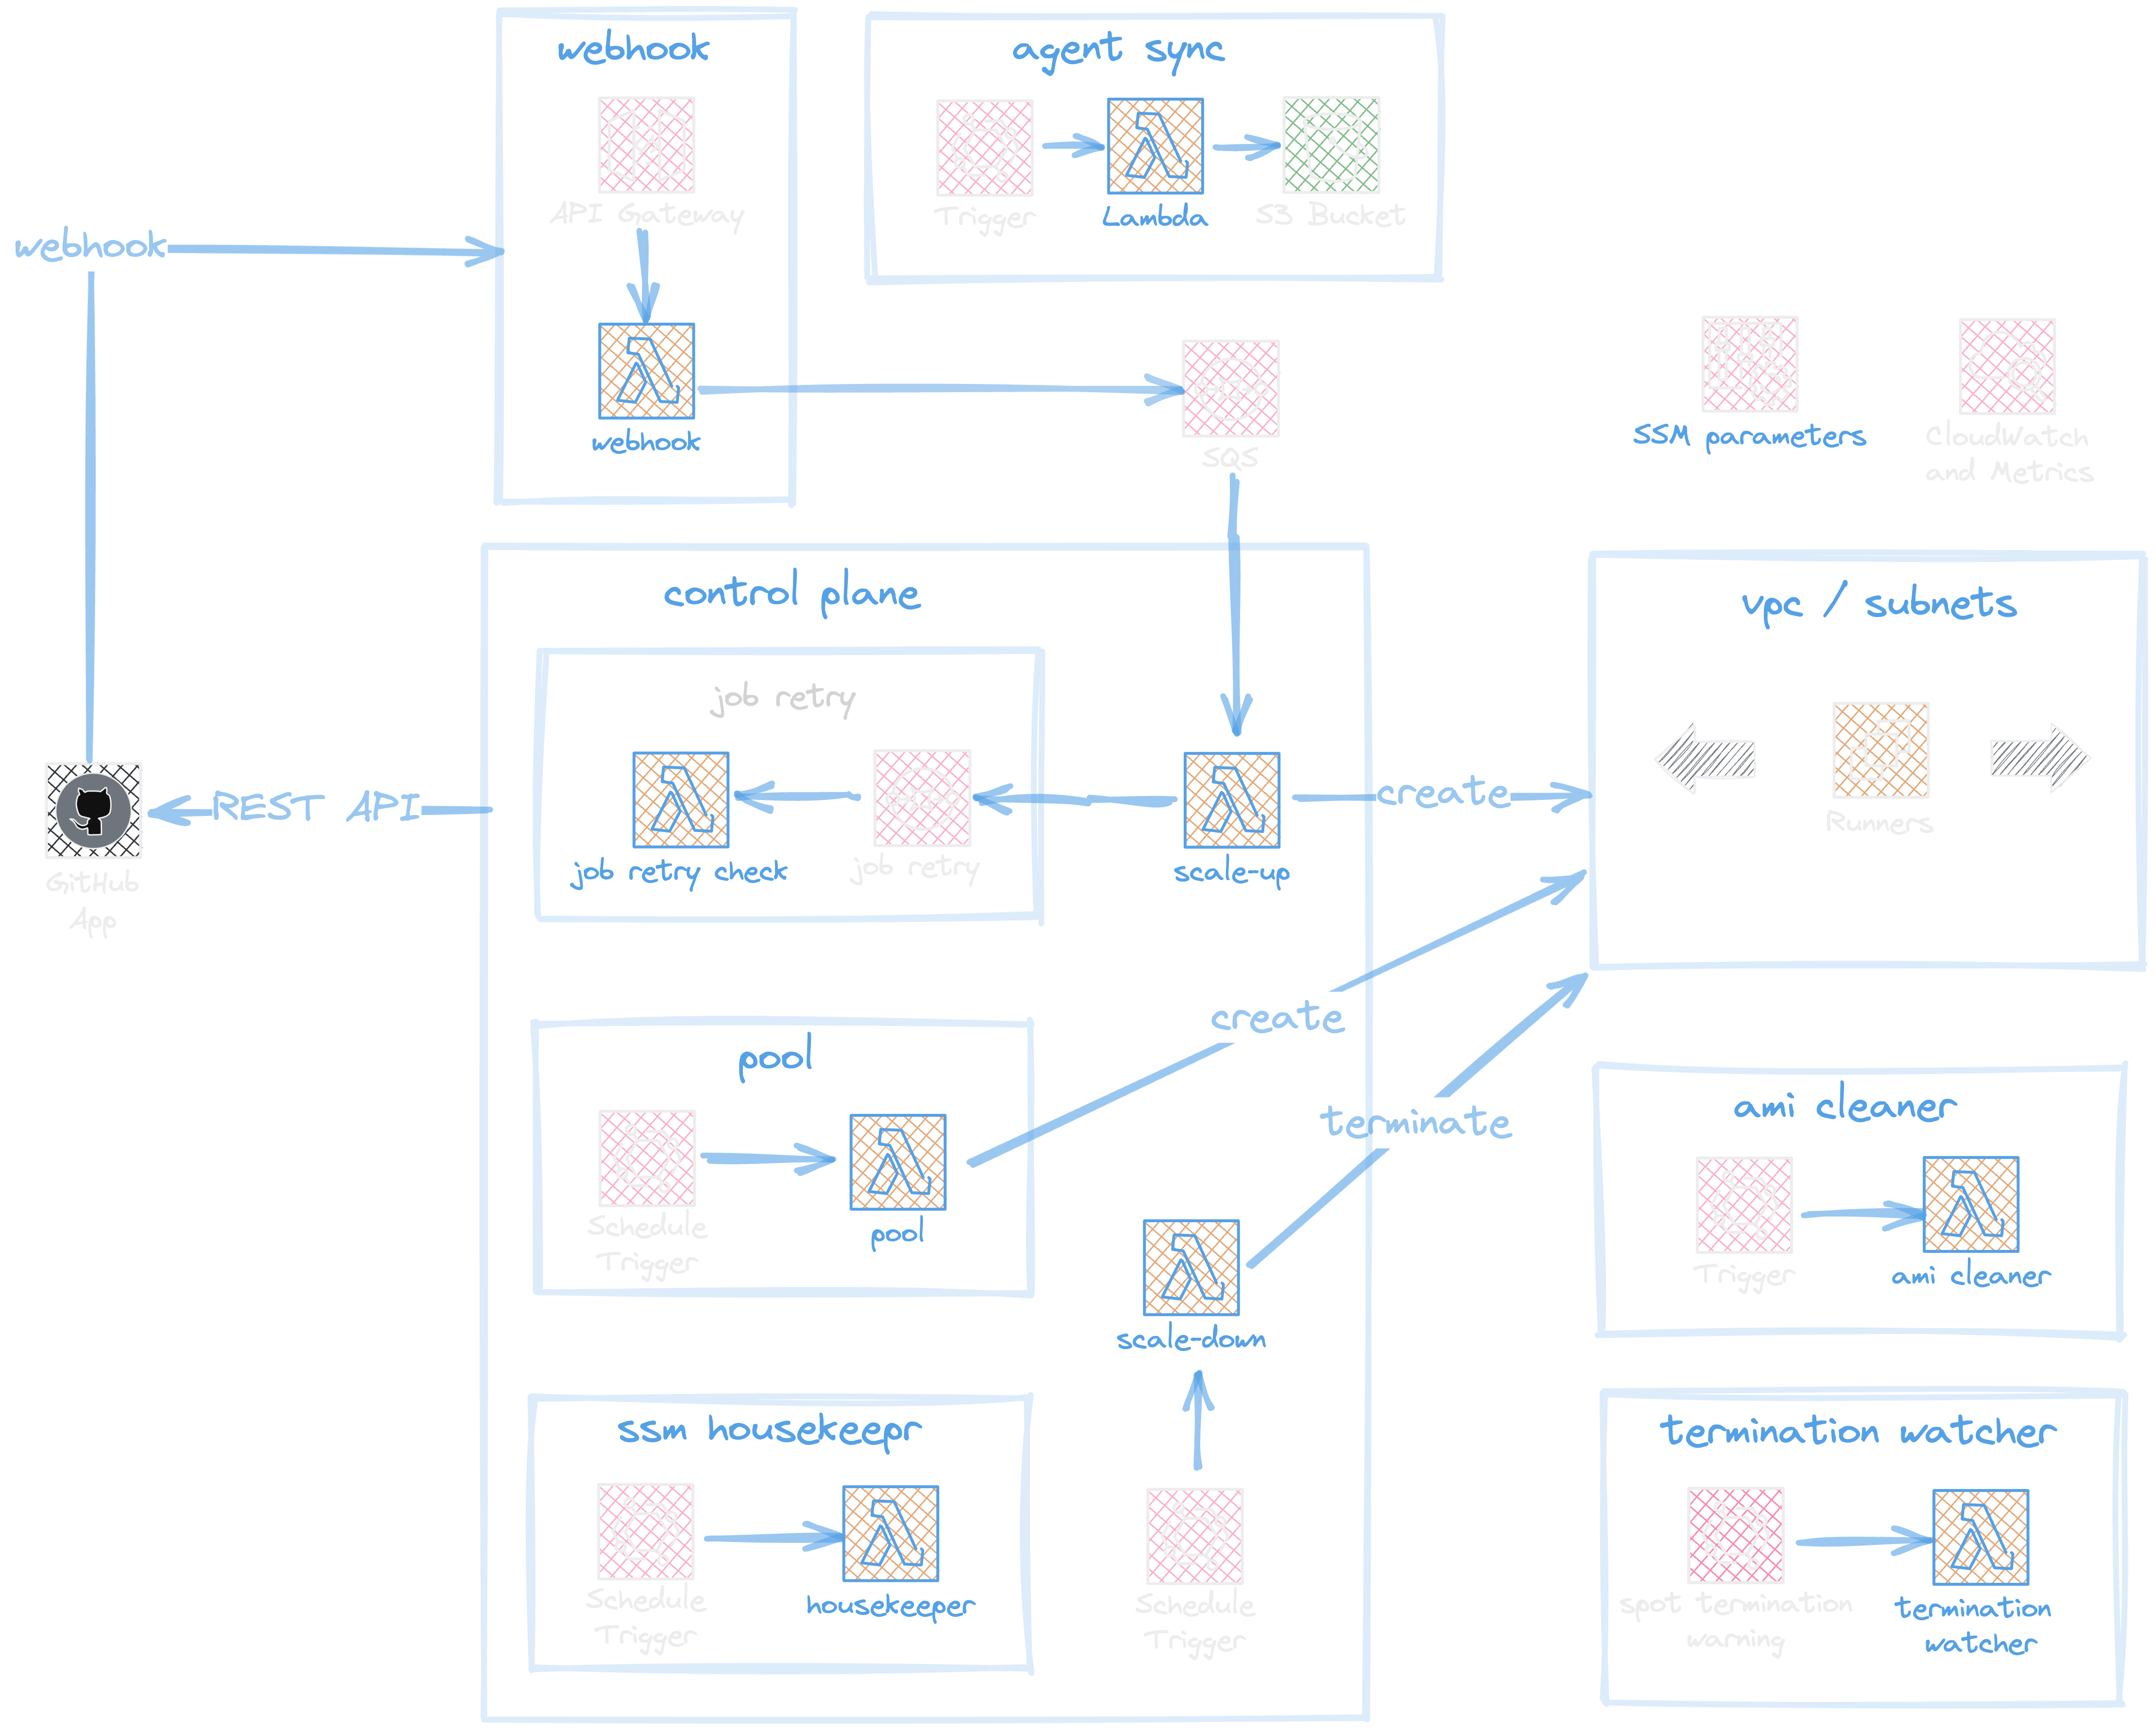 webhook
agent sync
API Gateway
Trigger
Lambda
S3 Bucket
webhook
webhook
SQS
SSM parameters
CloudWatch
and Metrics
control plane
vpc / subnets
job retry
REST API
create
Runners
job retry check
job retry
scale-up
GitHub
App
create
pool
terminate
ami cleaner
Schedule
Trigger
pool
Trigger
ami cleaner
scale-down
ssm housekeepr
termination watcher
Schedule
Trigger
housekeeper
Schedule
Trigger
spot termination
warning
termination
watcher